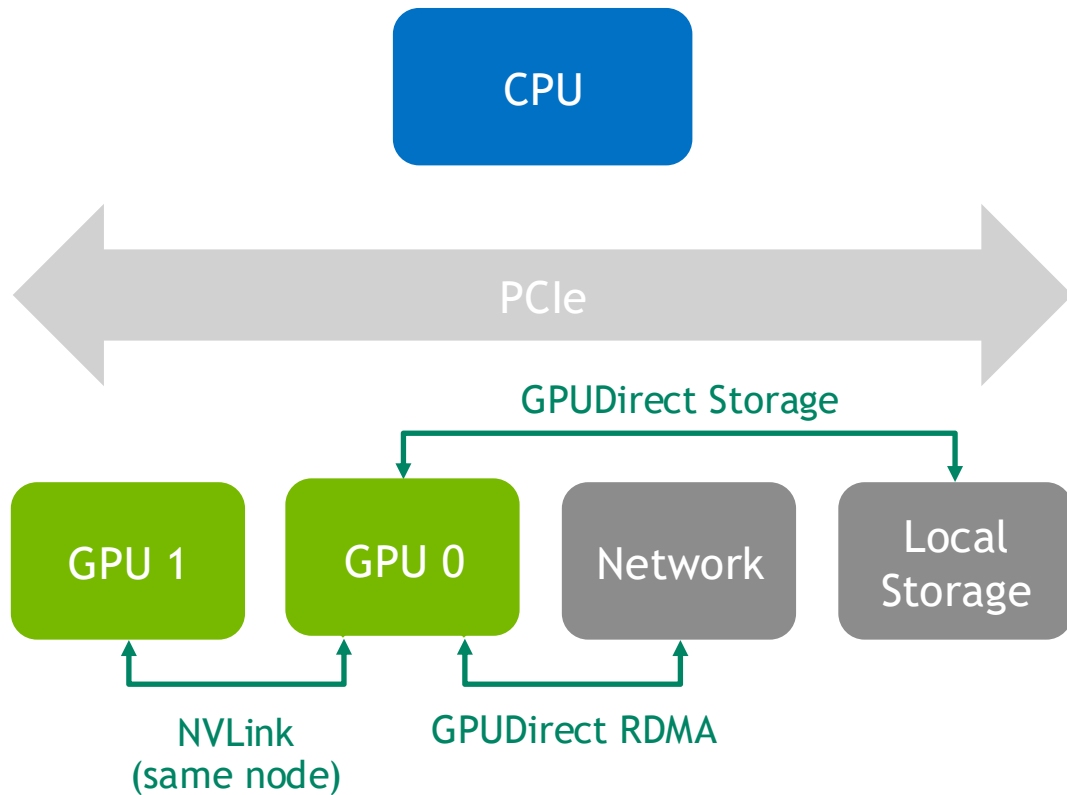 CPU
PCIe
GPUDirect Storage
GPU 1
GPU 0
Network
Local
Storage
NVLink
(same node)
GPUDirect RDMA